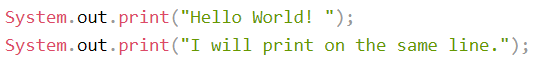 System.out.print("Hello World! ");
System.out.print("I will print on the same line.");